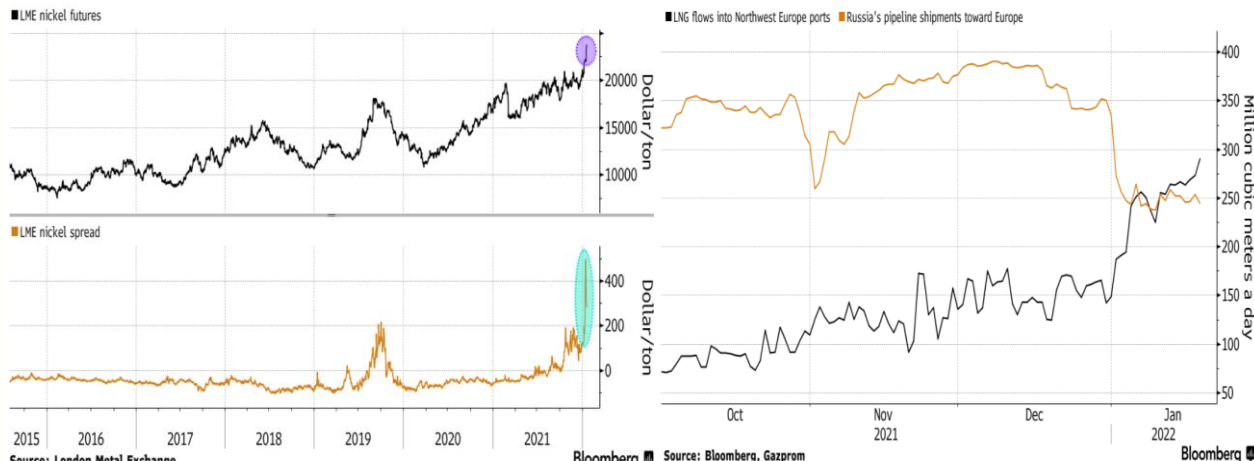 LME nickel futures
20000
15000
10000
Dollar/ton
LME nickel spread
400
200
0
Dollar/ton
2015 2016 2017 2018 2019 2020 2021
Source: London Metal Exchange
Bloomberg
LNG flows into Northwest Europe ports Russia's pipeline shipments toward Europe
400
350
300
250
200
150
100
50
Million cubic meters a day
Oct Nov Dec Jan
2021 2022
Source: Bloomberg, Gazprom
Bloomberg